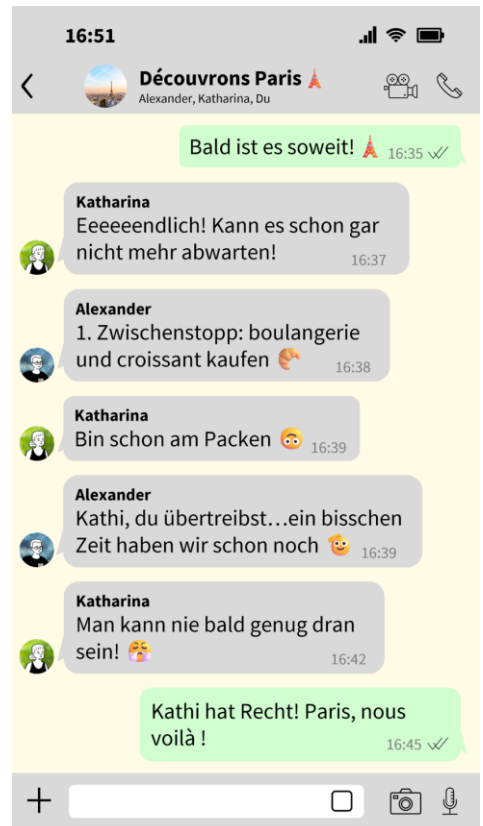 16:51
Découvrons Paris
Alexander, Katharina, Du
Bald ist es soweit! 16:35
Katharina
Eeeeeendlich! Kann es schon gar
nicht mehr abwarten!
16:37
Alexander
1. Zwischenstopp: boulangerie
und croissant kaufen
16:38
Katharina
Bin schon am Packen 16:39
Alexander
Kathi, du übertreibst...ein bisschen
Zeit haben wir schon noch 16:39
Katharina
Man kann nie bald genug dran
sein!
16:42
Kathi hat Recht! Paris, nous
voilà !
16:45